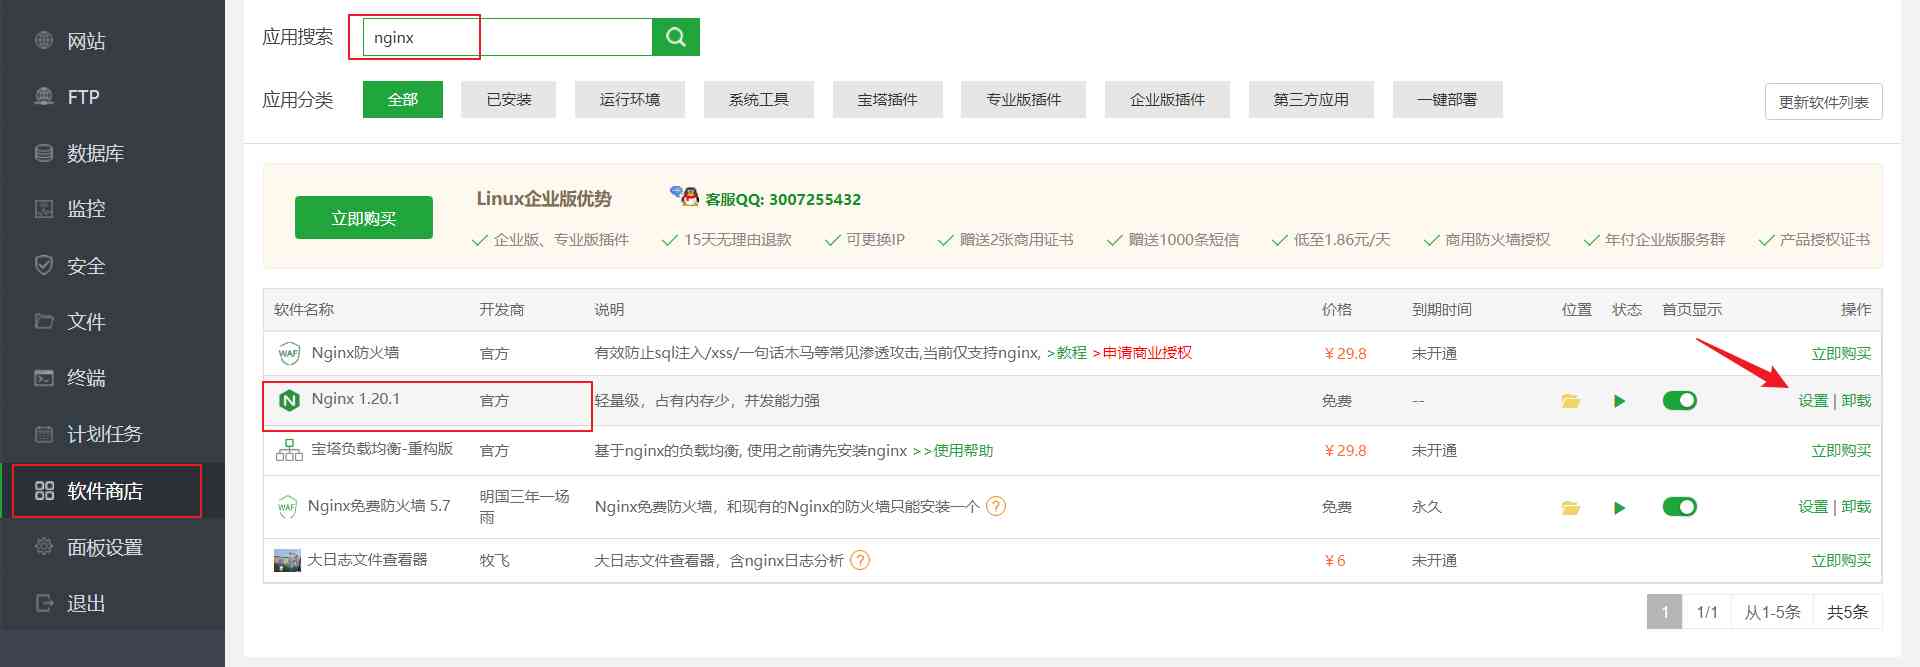 网站
FTP
数据库
监控
安全
文件
终端
计划任务
软件商店
面板设置
退出
应用搜索 nginx
应用分类 全部 已安装 运行环境 系统工具 宝塔插件 专业版插件 企业版插件 第三方应用 一键部署 更新软件列表
立即购买 Linux企业版优势 客服QQ: 3007255432
企业版、专业版插件 15天无理由退款 可更换IP 赠送2张商用证书 赠送1000条短信 低至1.86元/天 商用防火墙授权 年付企业版服务群 产品授权证书
软件名称 开发商 说明 价格 到期时间 位置 状态 首页显示 操作
WAF Nginx防火墙 官方 有效防止sql注入/xss/一句话木马等常见渗透攻击,当前仅支持nginx, >教程 >申请商业授权 ￥29.8 未开通 立即购买
N Nginx 1.20.1 官方 轻量级，占有内存少，并发能力强 免费 -- 设置 | 卸载
宝塔负载均衡-重构版 官方 基于nginx的负载均衡, 使用之前请先安装nginx >>使用帮助 ￥29.8 未开通 立即购买
WAF Nginx免费防火墙 5.7 明国三年一场 Nginx免费防火墙，和现有的Nginx的防火墙只能安装一个 ? 免费 永久 设置 | 卸载
雨
大日志文件查看器 牧飞 大日志文件查看器，含nginx日志分析 ? ￥6 未开通 立即购买
1 1/1 从1-5条 共5条